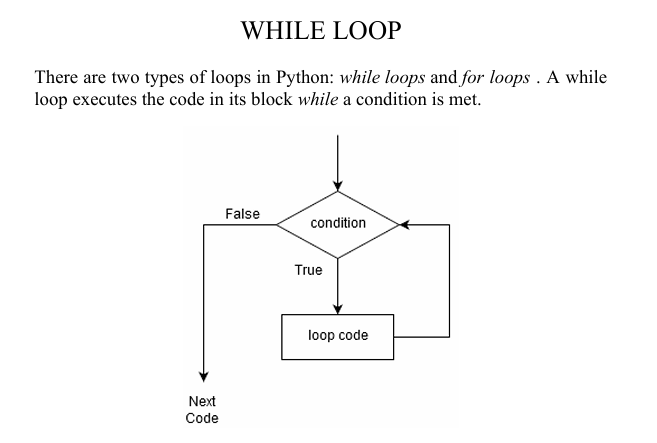 WHILE LOOP
There are two types of loops in Python: while loops and for loops . A while
loop executes the code in its block while a condition is met.
False
condition
True
loop code
Next
Code